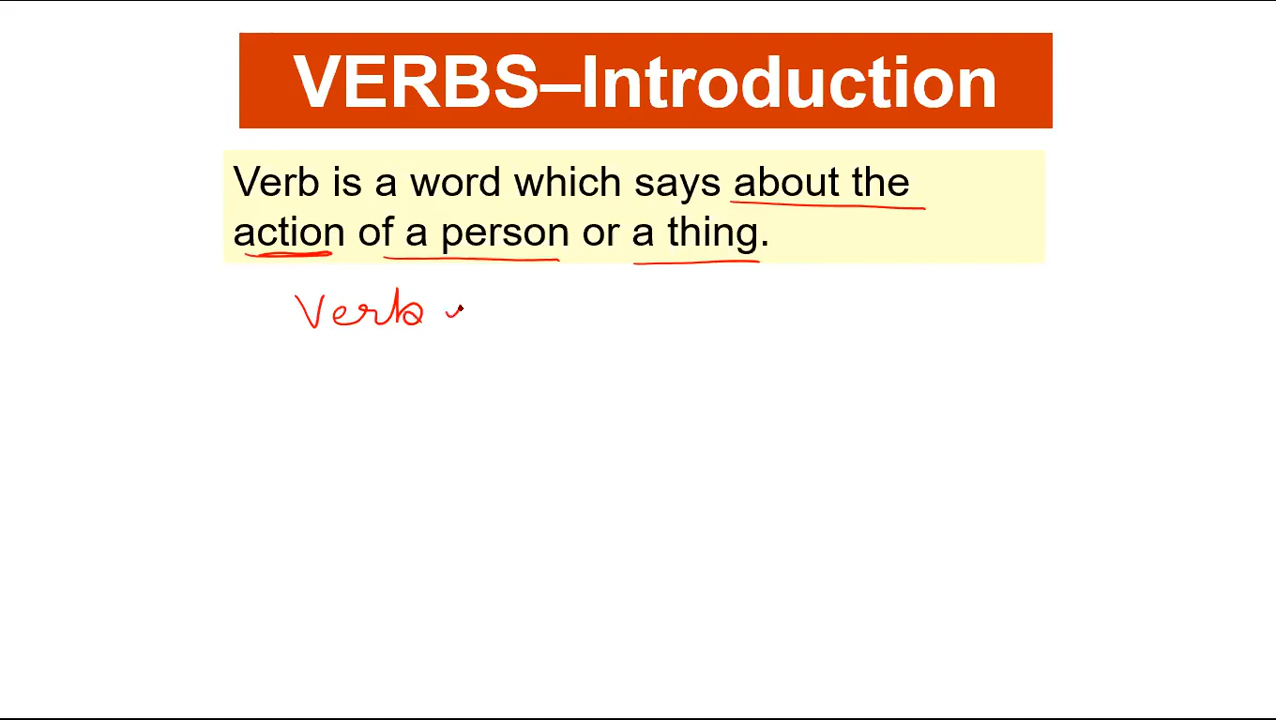 VERBS–Introduction
Verb is a word which says about the
action of a person or a thing.
Verb